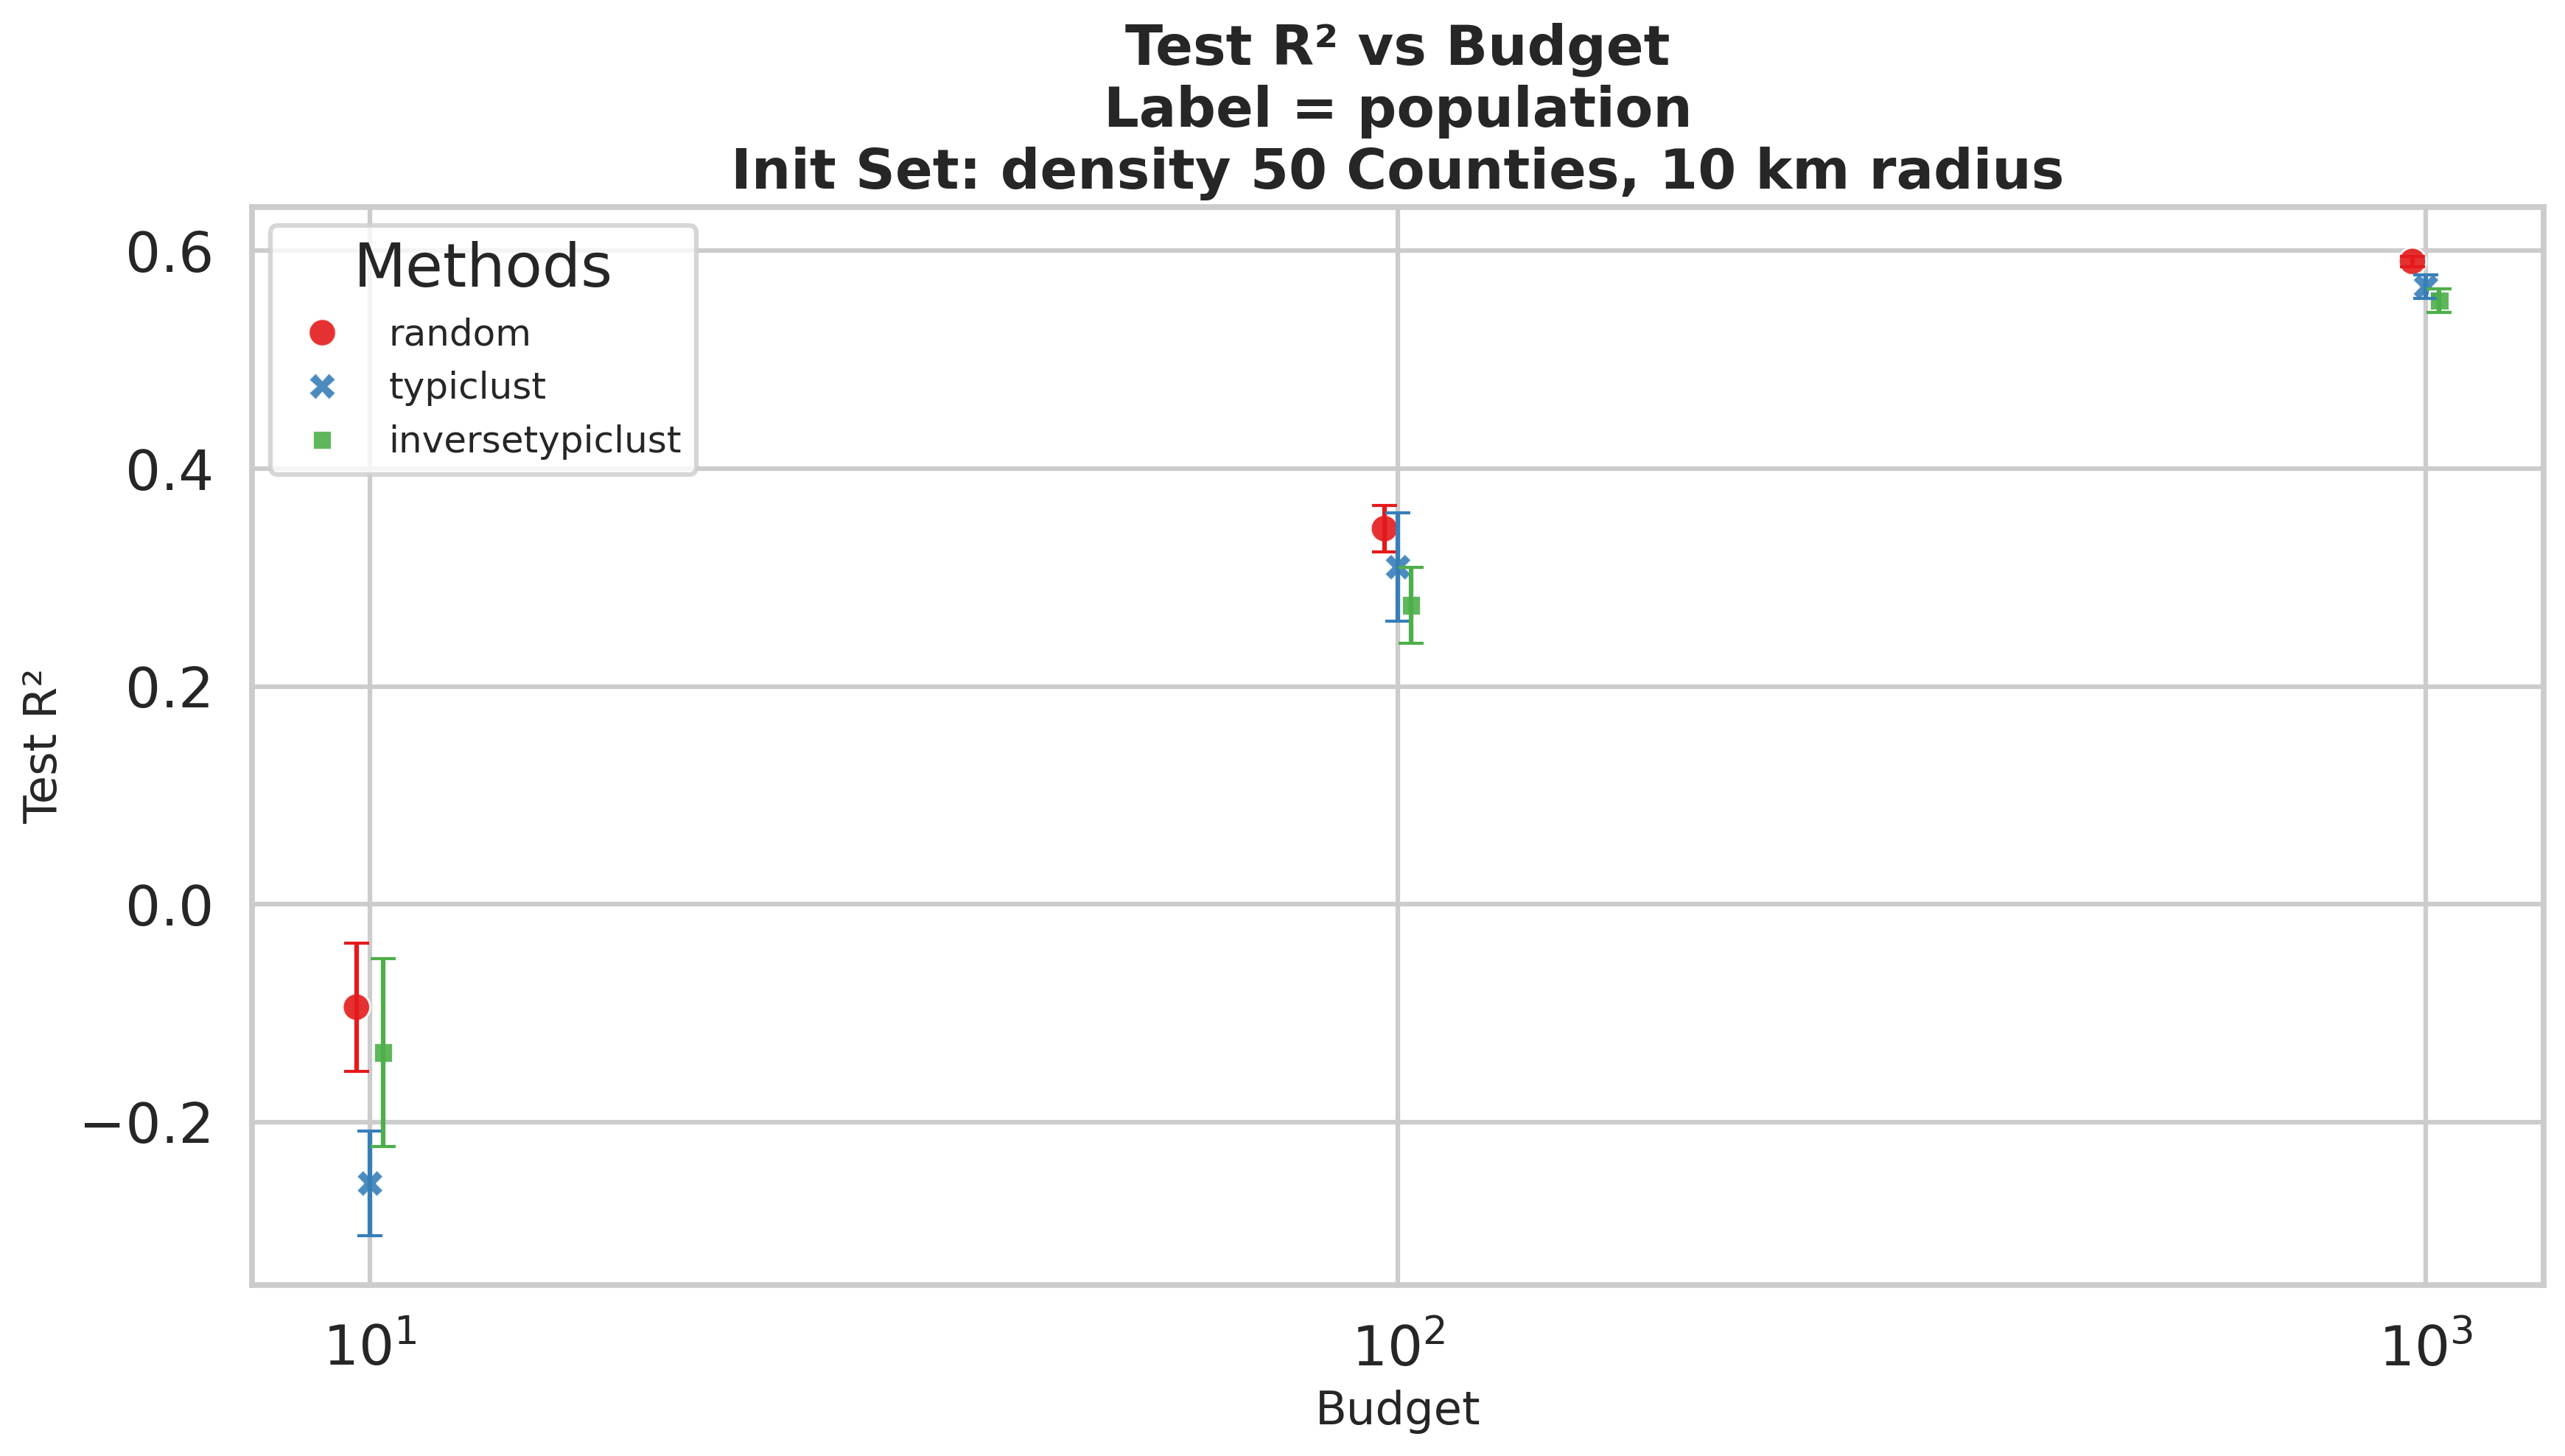 Test R² vs Budget
Label = population
Init Set: density 50 Counties, 10 km radius
Methods
random
typiclust
inversetypiclust
0.6
0.4
0.2
0.0
−0.2
Test R²
10¹
10²
10³
Budget